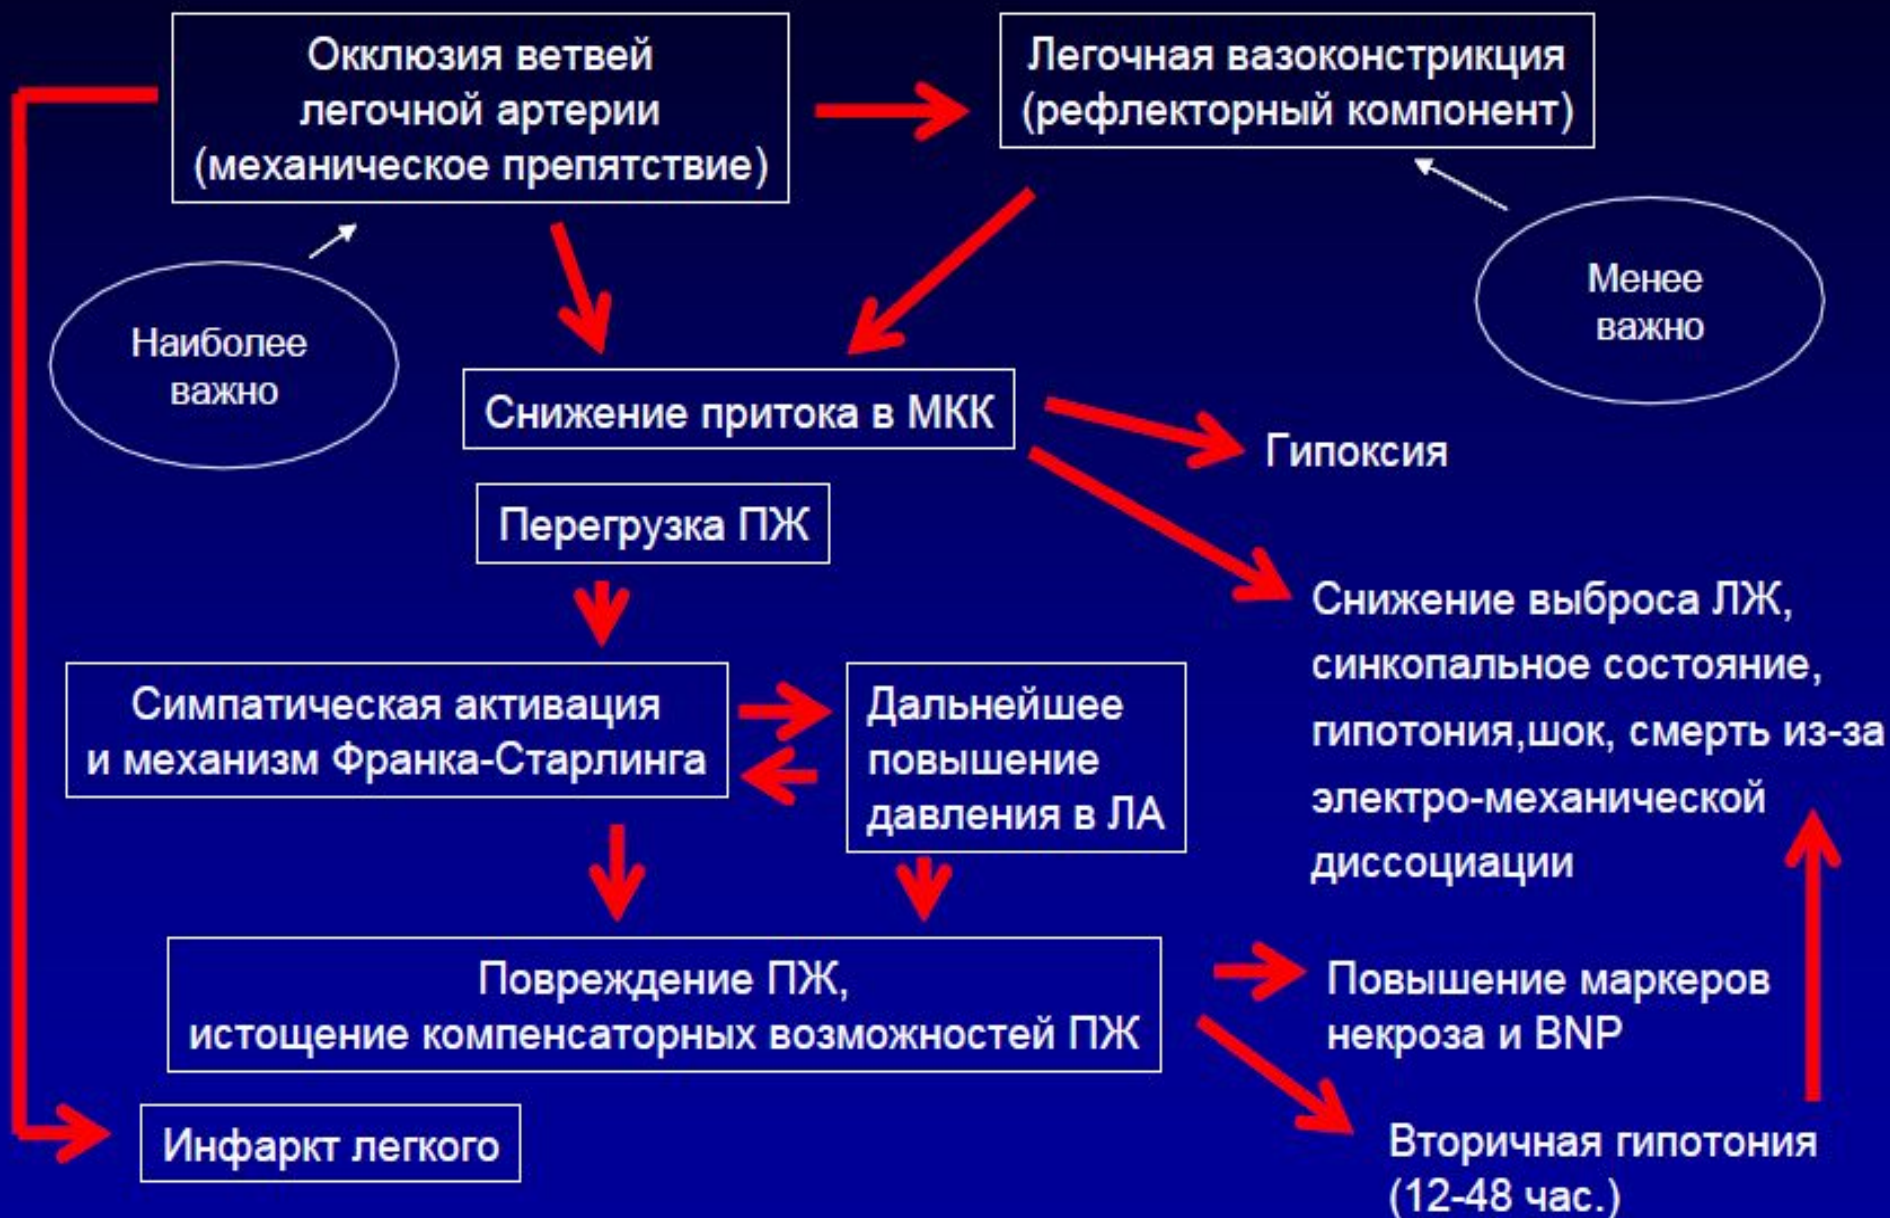 Окклюзия ветвей
легочной артерии
(механическое препятствие)
Легочная вазоконстрикция
(рефлекторный компонент)
Наиболее
важно
Менее
важно
Снижение притока в МКК
Гипоксия
Перегрузка ПЖ
Снижение выброса ЛЖ,
синкопальное состояние,
гипотония,шок, смерть из-за
электро-механической
диссоциации
Симпатическая активация
и механизм Франка-Старлинга
Дальнейшее
повышение
давления в ЛА
Повреждение ПЖ,
истощение компенсаторных возможностей ПЖ
Повышение маркеров
некроза и BNP
Инфаркт легкого
Вторичная гипотония
(12-48 час.)